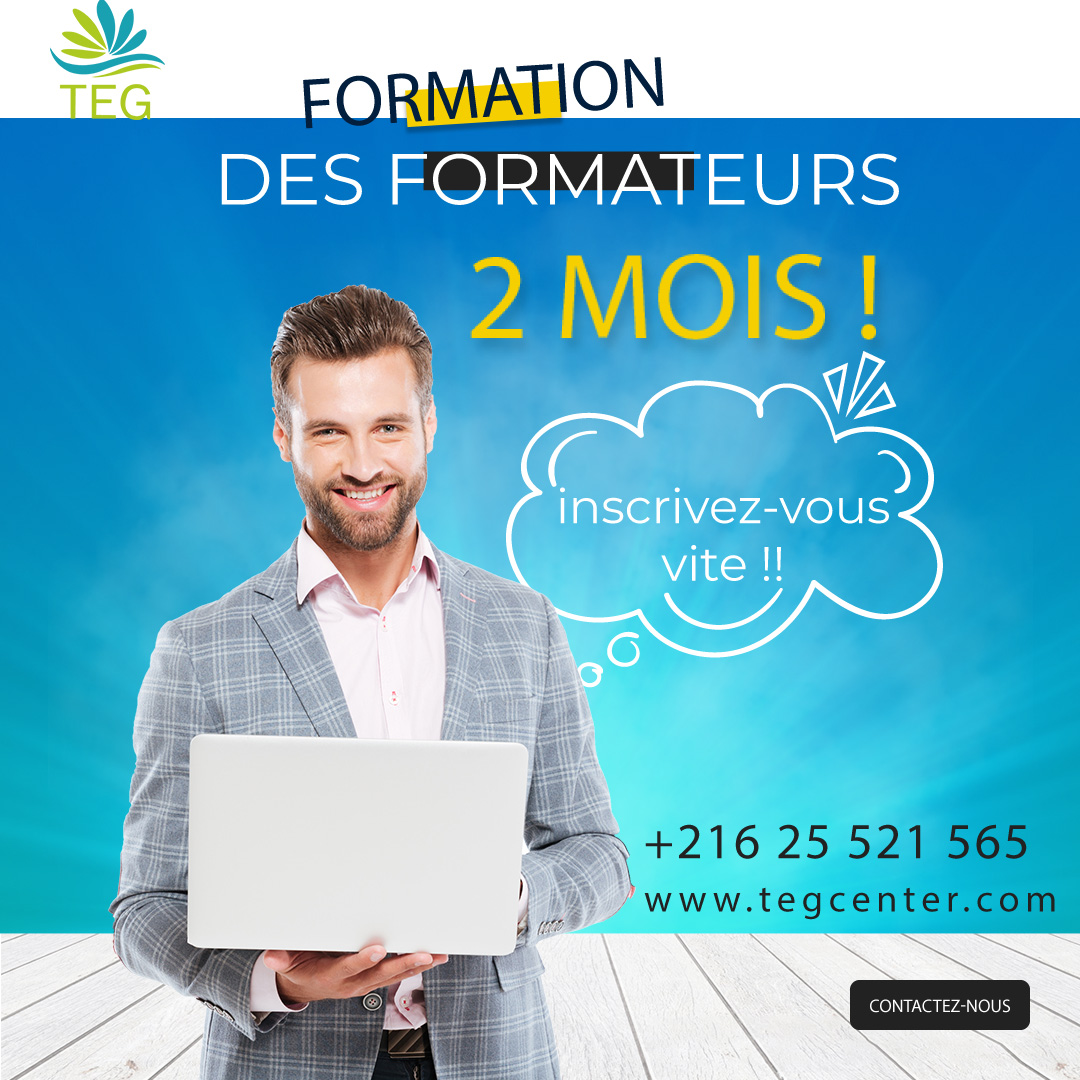 TEG
FORMATION
DES FORMATEURS
2 MOIS !
inscrivez-vous
vite !!
+216 25 521 565
www.tegcenter.com
CONTACTEZ-NOUS